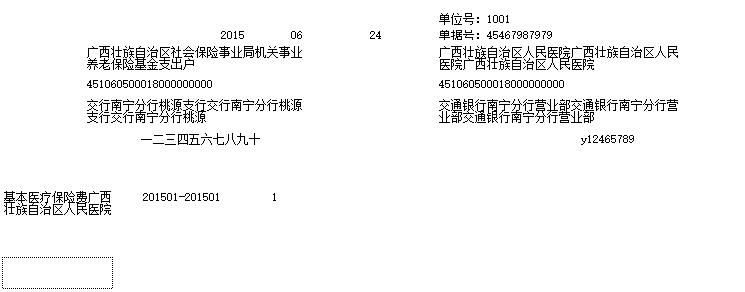 单位号：1001
2015 06 24 单据号：45467987979
广西壮族自治区社会保险事业局机关事业 广西壮族自治区人民医院广西壮族自治区人民
养老保险基金支出户 医院广西壮族自治区人民医院
451060500018000000000 451060500018000000000
交行南宁分行桃源支行交行南宁分行桃源 交通银行南宁分行营业部交通银行南宁分行营
支行交行南宁分行桃源 业部交通银行南宁分行营业部
一二三四五六七八九十 y12465789
基本医疗保险费广西 201501-201501 1
壮族自治区人民医院